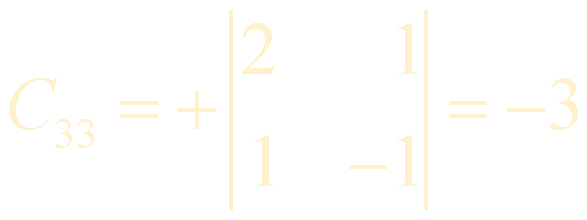 C₃₃ = + | 2 1 |
| 1 −1 | = −3